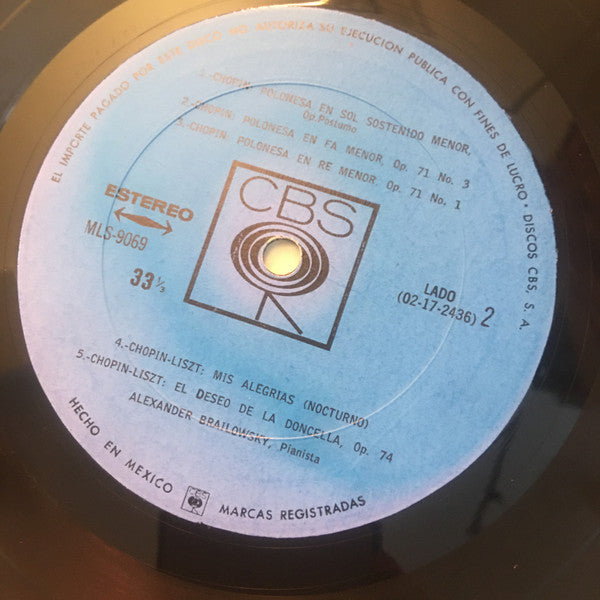 EL IMPORTE PAGADO POR ESTE DISCO NO AUTORIZA SU EJECUCION PUBLICA CON FINES DE LUCRO · DISCOS CBS, S. A.
1.-CHOPIN: POLONESA EN SOL SOSTENIDO MENOR,
Op.Postumo
2.-CHOPIN: POLONESA EN FA MENOR, Op. 71 No. 3
3.-CHOPIN: POLONESA EN RE MENOR, Op. 71 No. 1
CBS
ESTEREO
MLS-9069
33 1/3
LADO
(02-17-2436) 2
4.-CHOPIN-LISZT: MIS ALEGRIAS (NOCTURNO)
5.-CHOPIN-LISZT: EL DESEO DE LA DONCELLA, Op. 74
ALEXANDER BRAILOWSKY, Pianista
HECHO EN MEXICO
CBS
MARCAS REGISTRADAS